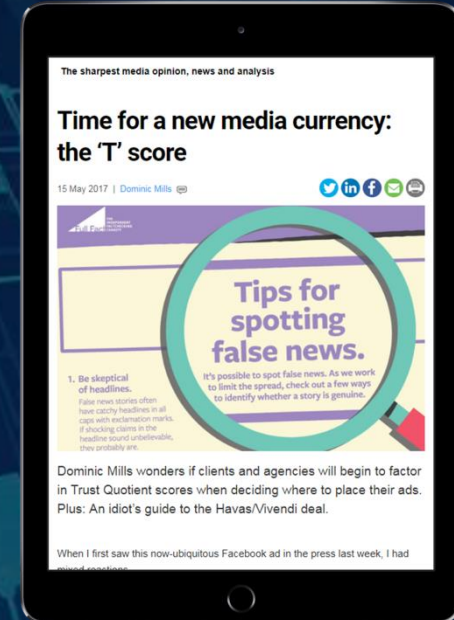 The sharpest media opinion, news and analysis
Time for a new media currency:
the ‘T’ score
15 May 2017 | Dominic Mills
Full Fact
Tips for
spotting
false news.
It's possible to spot false news. As we work
to limit the spread, check out a few ways
to identify whether a story is genuine.
1. Be skeptical
of headlines.
False news stories often
have catchy headlines in all
caps with exclamation marks.
If shocking claims in the
headline sound unbelievable,
they probably are.
Dominic Mills wonders if clients and agencies will begin to factor
in Trust Quotient scores when deciding where to place their ads.
Plus: An idiot's guide to the Havas/Vivendi deal.
When I first saw this now-ubiquitous Facebook ad in the press last week, I had
mixed reactions